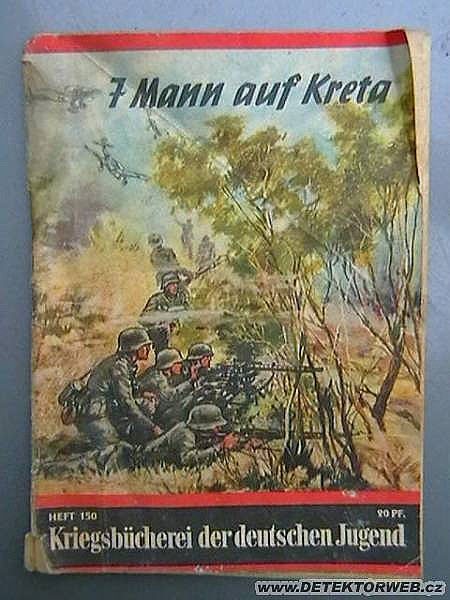 7 Mann auf Kreta
HEFT 150 20 PF.
Kriegsbücherei der deutschen Jugend
www.DETEKTORWEB.cz